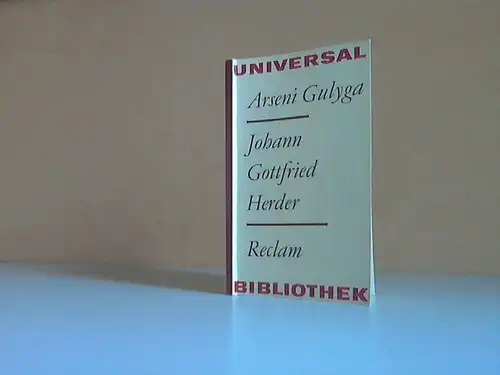 UNIVERSAL
Arseni Gulyga
Johann
Gottfried
Herder
Reclam
BIBLIOTHEK